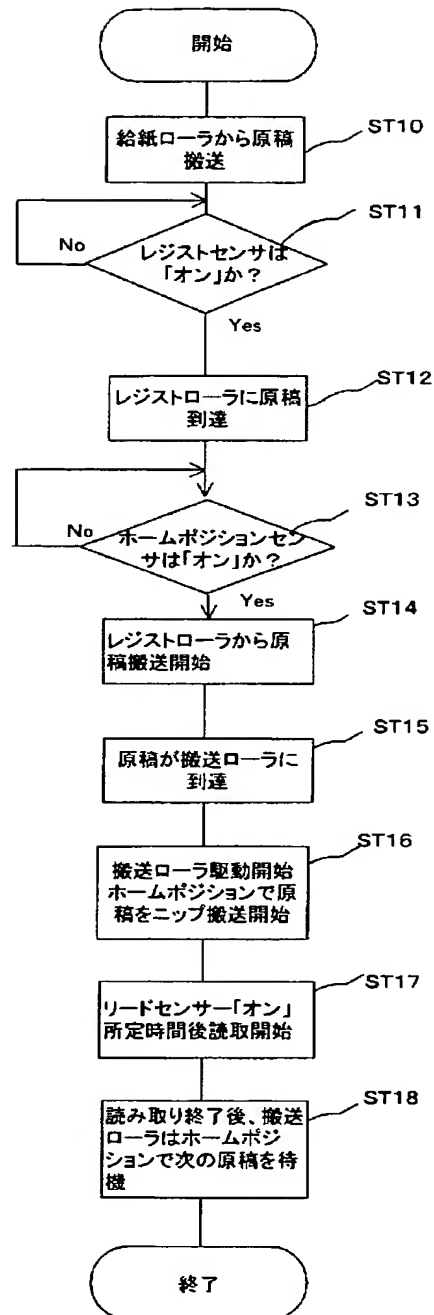 開始
給紙ローラから原稿
搬送
ST10
レジストセンサは
「オン」か？
ST11
No
Yes
レジストローラに原稿
到達
ST12
ホームポジションセン
サは「オン」か？
ST13
No
Yes
レジストローラから原
稿搬送開始
ST14
原稿が搬送ローラに
到達
ST15
搬送ローラ駆動開始
ホームポジションで原
稿をニップ搬送開始
ST16
リードセンサー「オン」
所定時間後読取開始
ST17
読み取り終了後、搬送
ローラはホームポジ
ションで次の原稿を待
機
ST18
終了